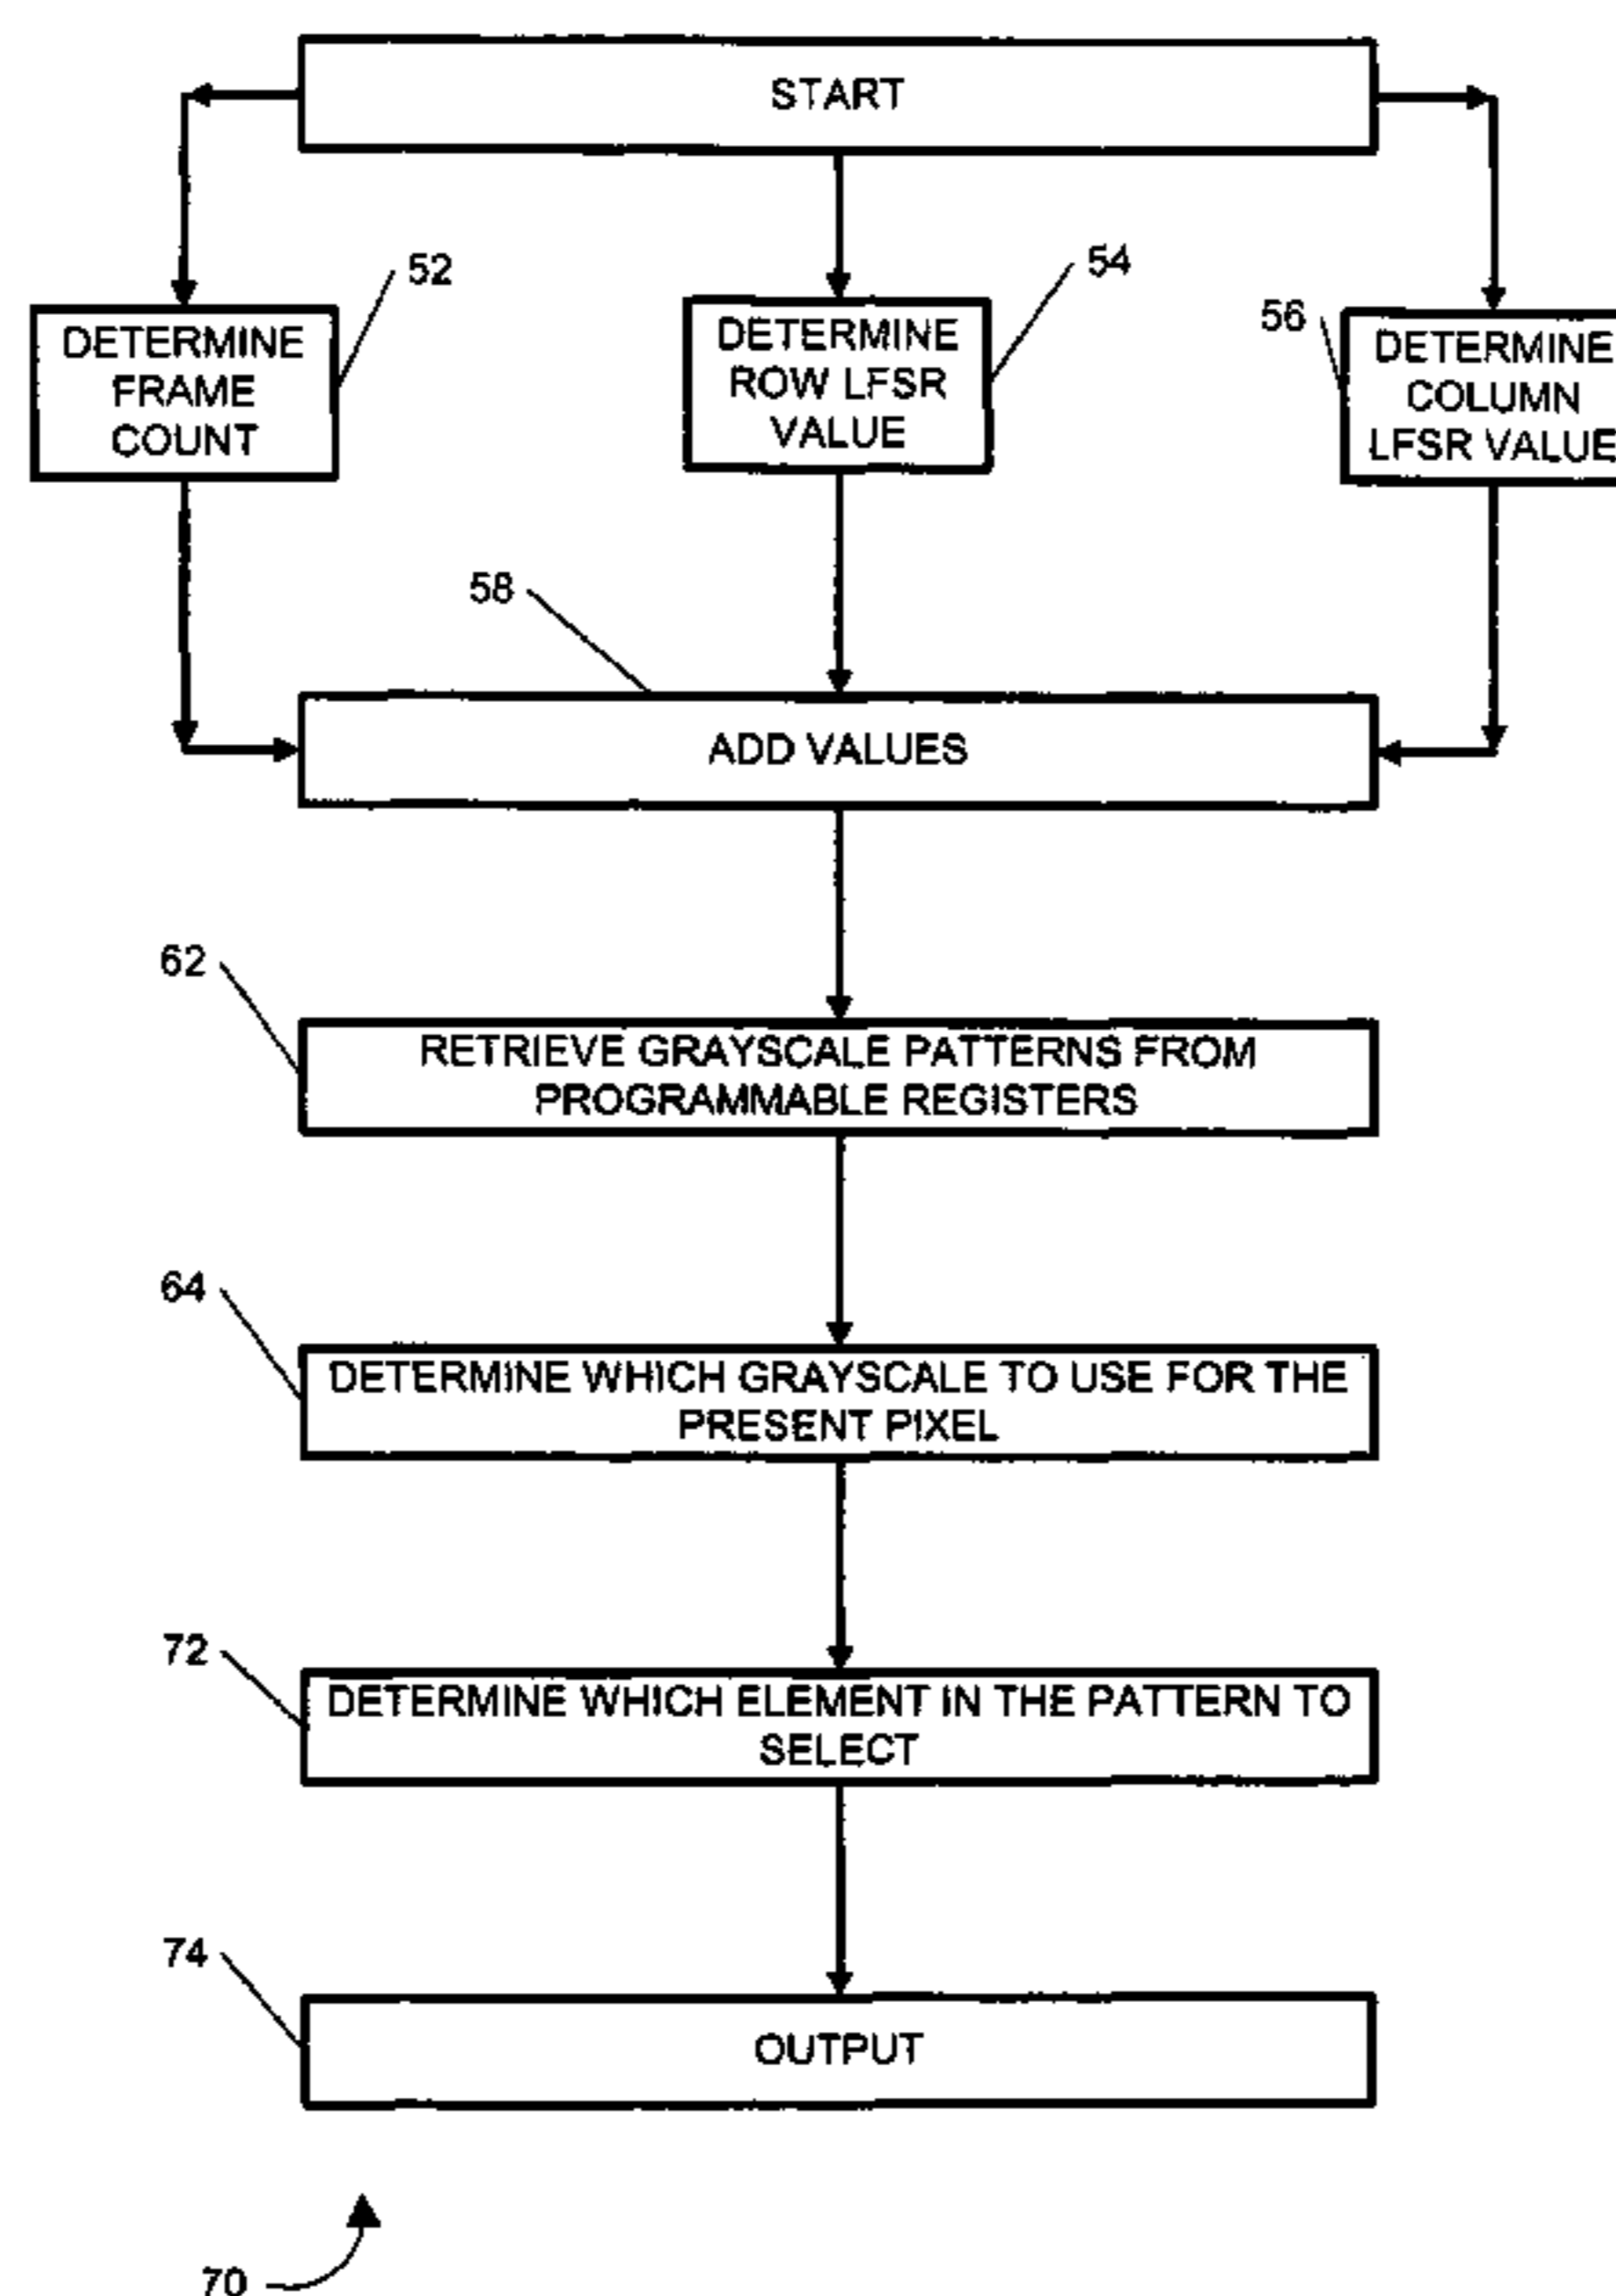 START
52
54
56
DETERMINE
FRAME
COUNT
DETERMINE
ROW LFSR
VALUE
DETERMINE
COLUMN
LFSR VALUE
58
ADD VALUES
62
RETRIEVE GRAYSCALE PATTERNS FROM
PROGRAMMABLE REGISTERS
64
DETERMINE WHICH GRAYSCALE TO USE FOR THE
PRESENT PIXEL
72
DETERMINE WHICH ELEMENT IN THE PATTERN TO
SELECT
74
OUTPUT
70